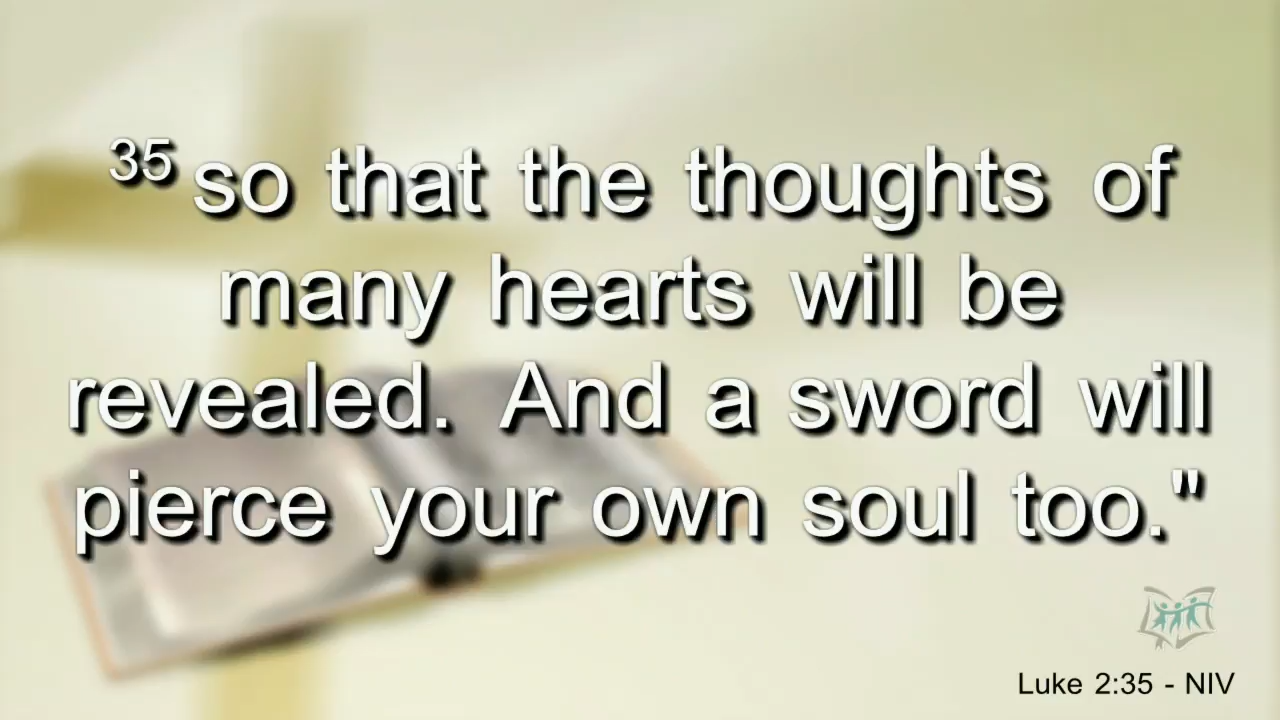 35 so that the thoughts of
many hearts will be
revealed. And a sword will
pierce your own soul too."
Luke 2:35 - NIV